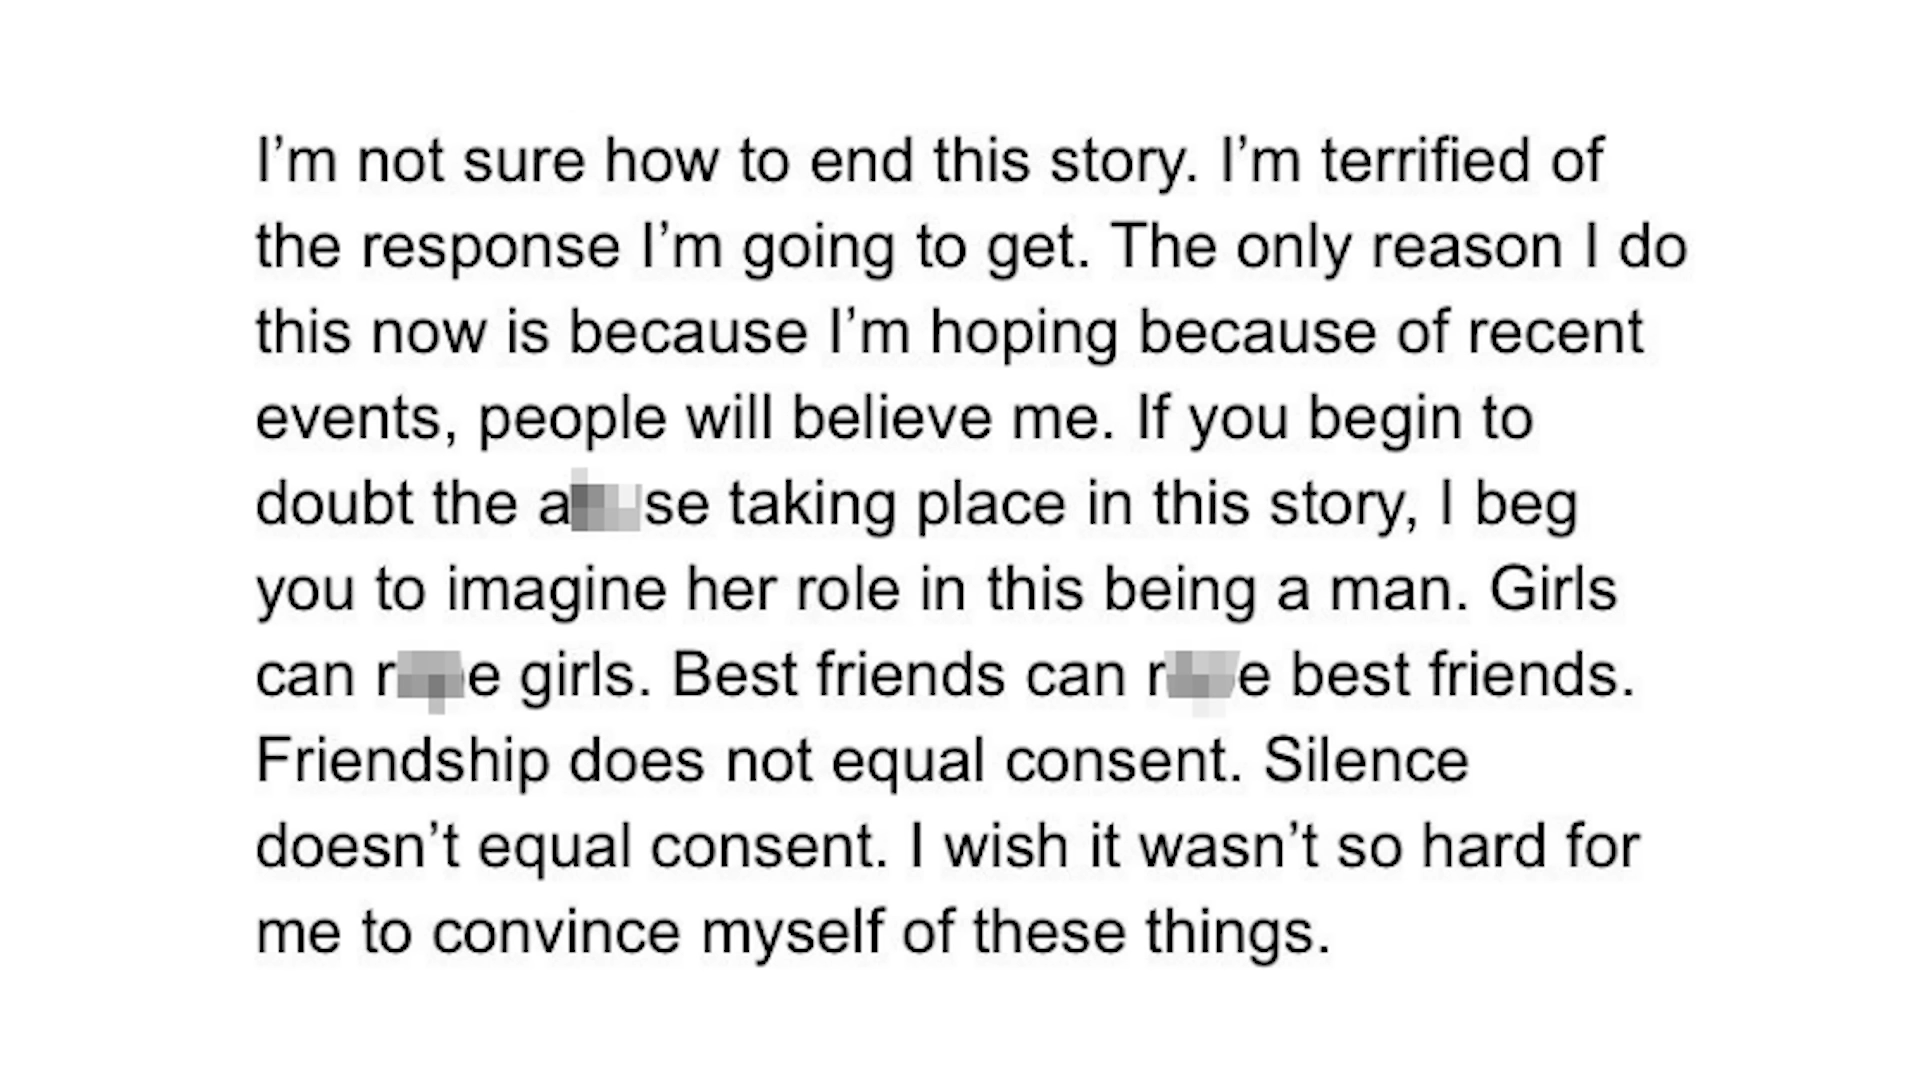 I’m not sure how to end this story. I’m terrified of
the response I’m going to get. The only reason I do
this now is because I’m hoping because of recent
events, people will believe me. If you begin to
doubt the a se taking place in this story, I beg
you to imagine her role in this being a man. Girls
can r e girls. Best friends can r e best friends.
Friendship does not equal consent. Silence
doesn’t equal consent. I wish it wasn’t so hard for
me to convince myself of these things.